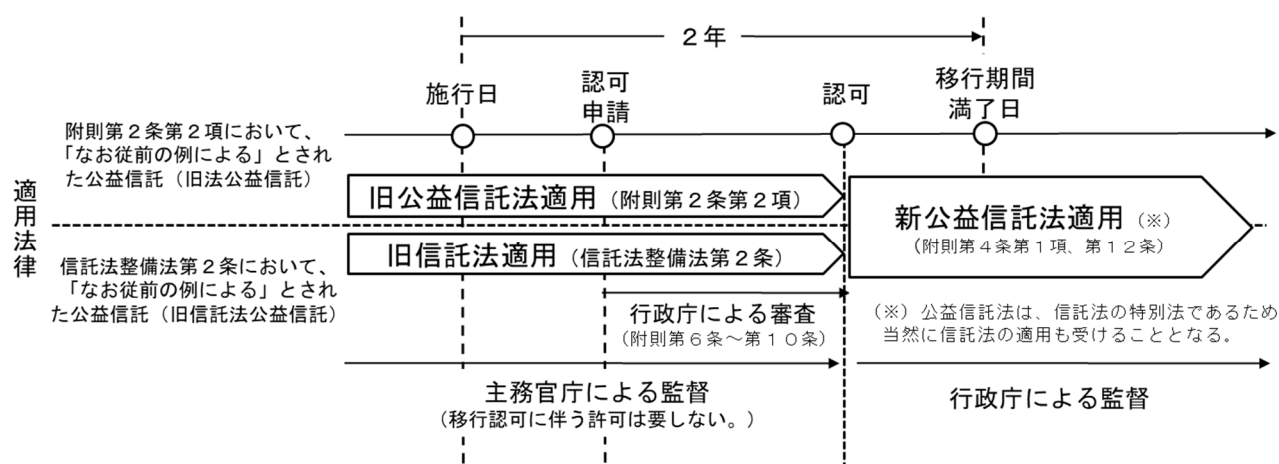 ２年
施行日
認可
申請
認可
移行期間
満了日
適用法律
附則第２条第２項において、
「なお従前の例による」とされ
た公益信託（旧法公益信託）
旧公益信託法適用（附則第２条第２項）
新公益信託法適用（※）
（附則第４条第１項、第１２条）
旧信託法適用（信託法整備法第２条）
信託法整備法第２条において、
「なお従前の例による」とされ
た公益信託（旧信託法公益信託）
行政庁による審査
（附則第６条～第１０条）
（※）公益信託法は、信託法の特別法であるため
当然に信託法の適用も受けることとなる。
主務官庁による監督
（移行認可に伴う許可は要しない。）
行政庁による監督